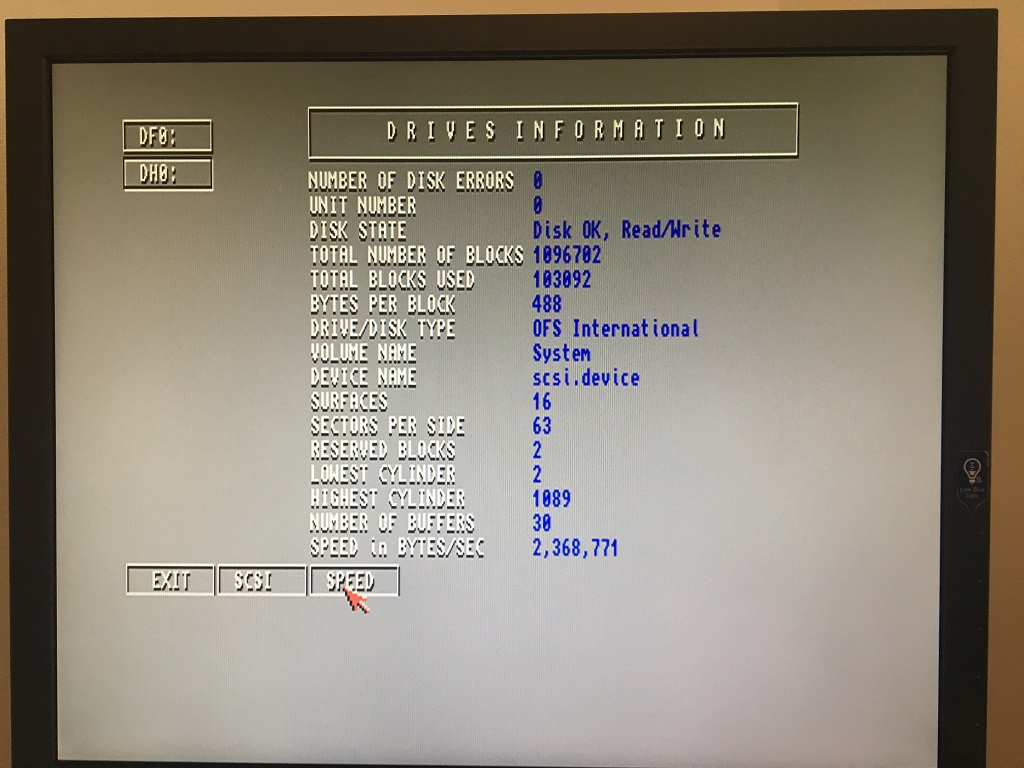 DF0:
DH0:
DRIVES INFORMATION
NUMBER OF DISK ERRORS 0
UNIT NUMBER 0
DISK STATE Disk OK, Read/Write
TOTAL NUMBER OF BLOCKS 1096702
TOTAL BLOCKS USED 103092
BYTES PER BLOCK 488
DRIVE/DISK TYPE OFS International
VOLUME NAME System
DEVICE NAME scsi.device
SURFACES 16
SECTORS PER SIDE 63
RESERVED BLOCKS 2
LOWEST CYLINDER 2
HIGHEST CYLINDER 1089
NUMBER OF BUFFERS 30
SPEED in BYTES/SEC 2,368,771
EXIT SCSI SPEED